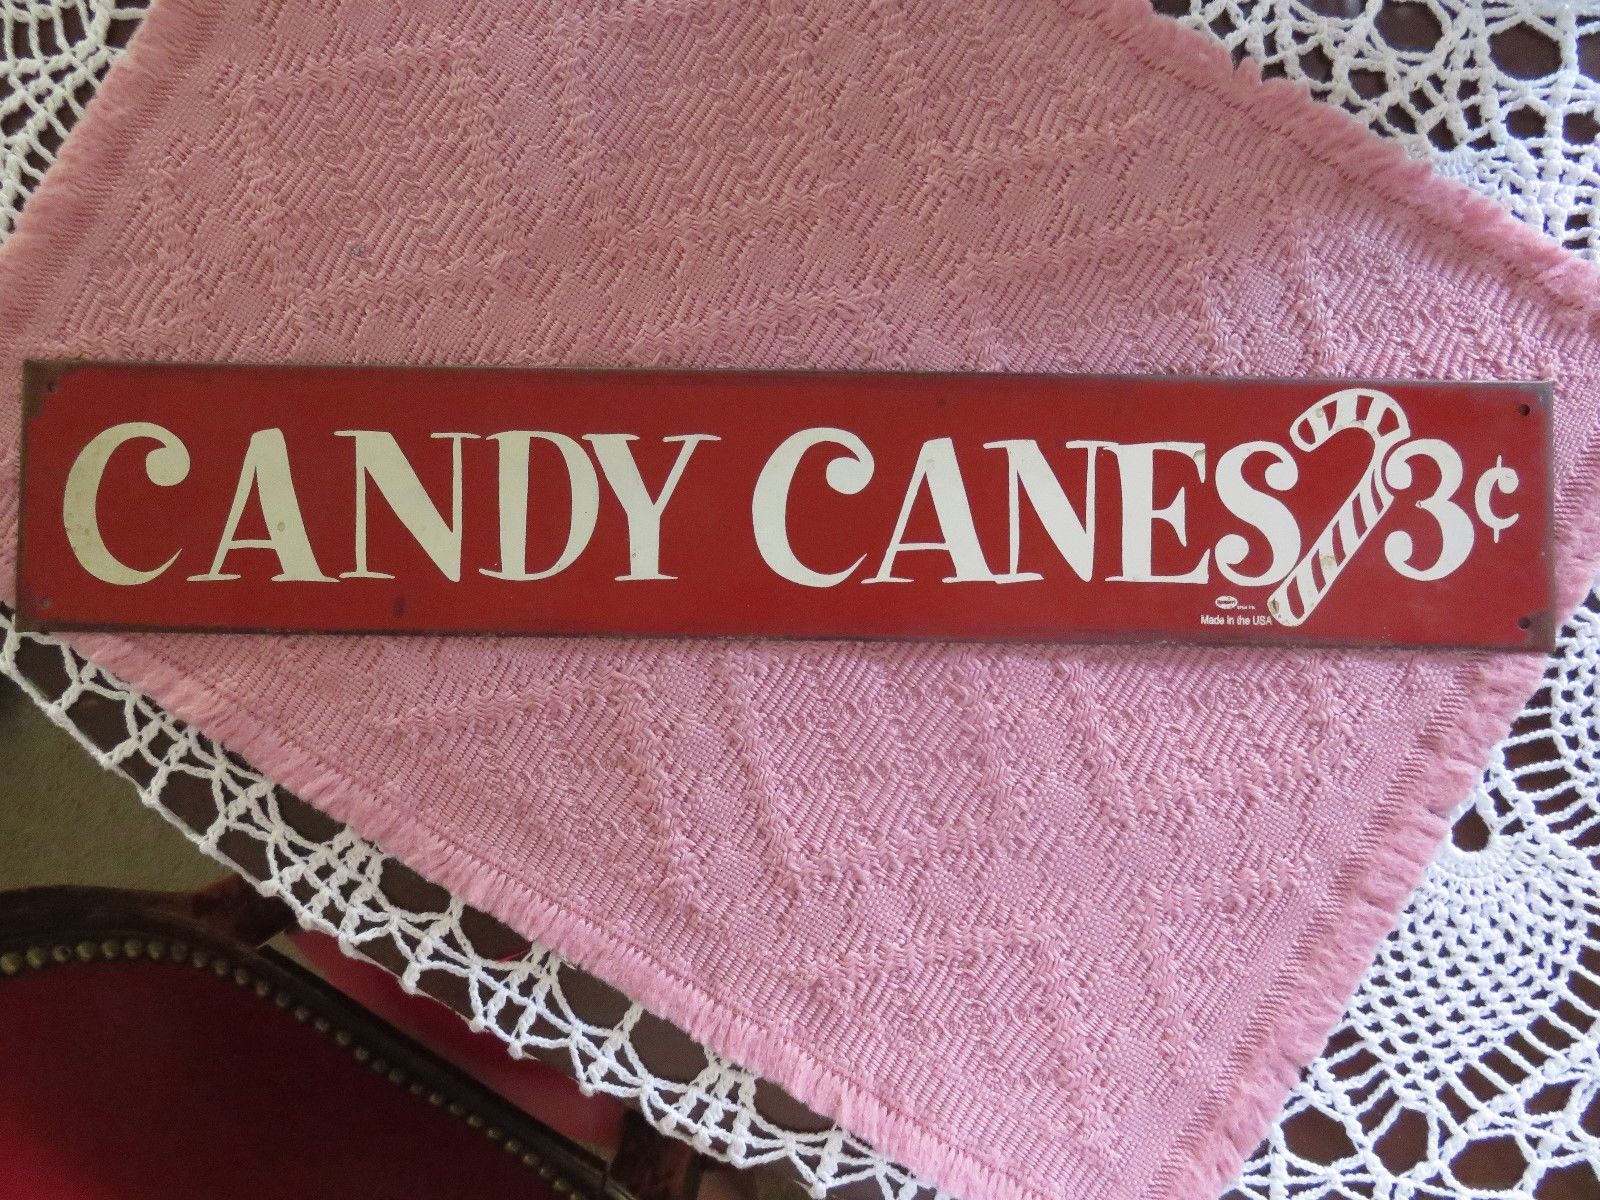 CANDY CANES 3¢
Made in the USA